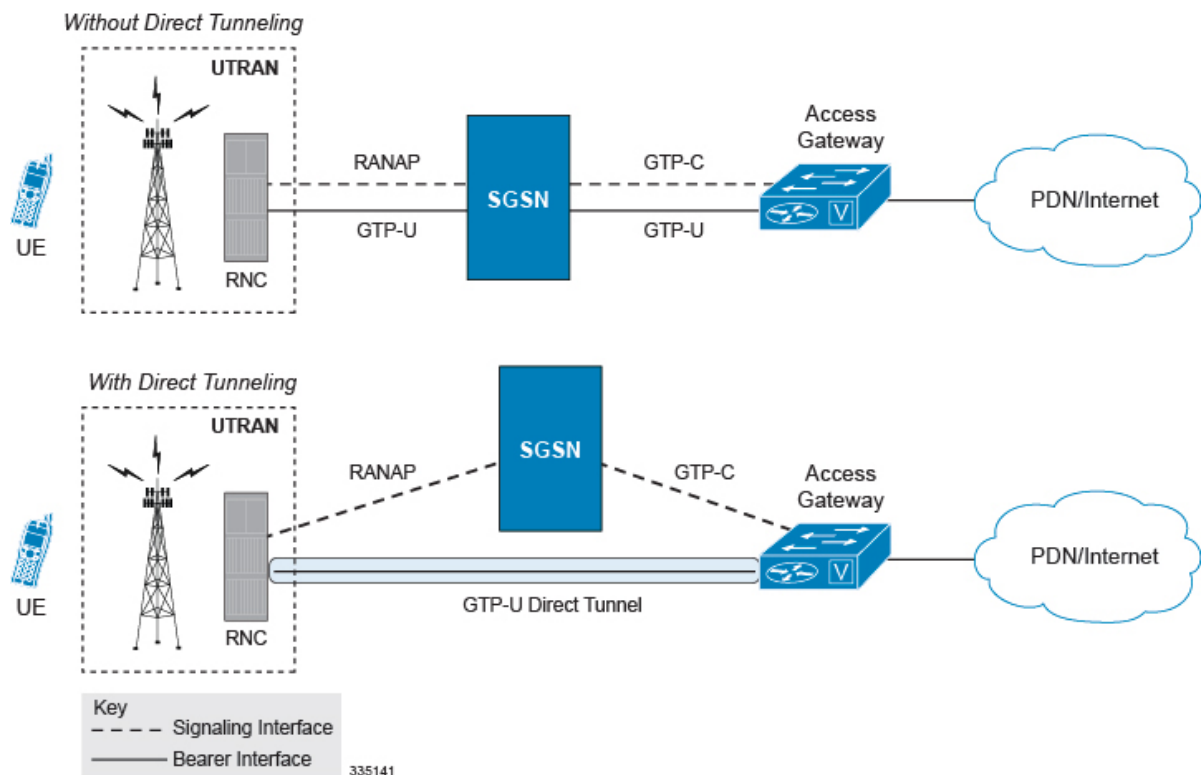 Without Direct Tunneling
UTRAN
UE
RNC
RANAP
GTP-U
SGSN
GTP-C
GTP-U
Access
Gateway
V
PDN/Internet
With Direct Tunneling
UTRAN
UE
RNC
RANAP
SGSN
GTP-C
Access
Gateway
V
GTP-U Direct Tunnel
PDN/Internet
Key
Signaling Interface
Bearer Interface
335141